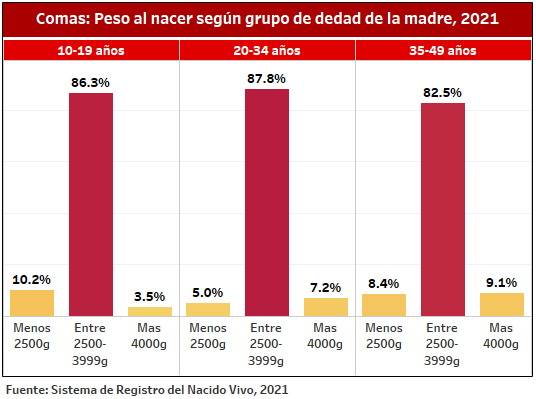 Comas: Peso al nacer según grupo de dedad de la madre, 2021
10-19 años
20-34 años
35-49 años
86.3%
87.8%
82.5%
10.2%
3.5%
5.0%
7.2%
8.4%
9.1%
Menos
2500g
Entre
2500-
3999g
Mas
4000g
Menos
2500g
Entre
2500-
3999g
Mas
4000g
Menos
2500g
Entre
2500-
3999g
Mas
4000g
Fuente: Sistema de Registro del Nacido Vivo, 2021